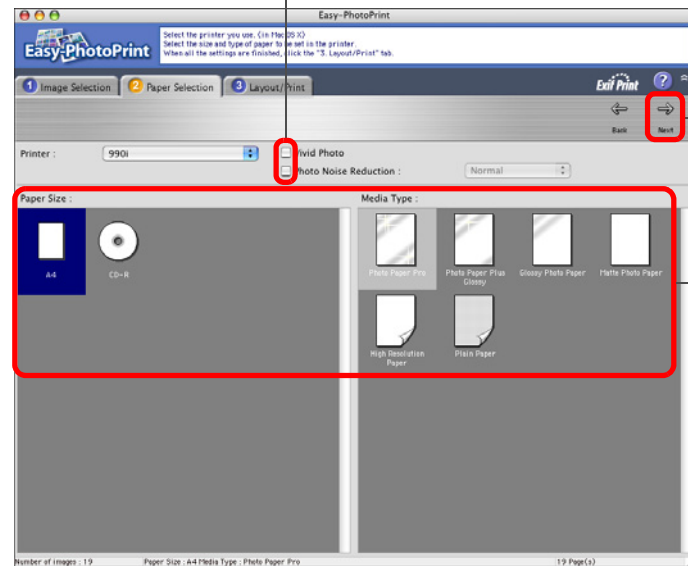 Easy-PhotoPrint
Easy-PhotoPrint
Select the printer you use. (in Mac OS X)
Select the size and type of paper to be set in the printer.
When all the settings are finished, click the "3. Layout/Print" tab.
1 Image Selection
2 Paper Selection
3 Layout/Print
Exif Print
?
Back
Next
Printer :
990i
Vivid Photo
Photo Noise Reduction :
Normal
Paper Size :
Media Type :
A4
CD-R
Photo Paper Pro
Photo Paper Plus
Glossy
Glossy Photo Paper
Matte Photo Paper
High Resolution
Paper
Plain Paper
Number of images : 19
Paper Size : A4 Media Type : Photo Paper Pro
19 Page(s)